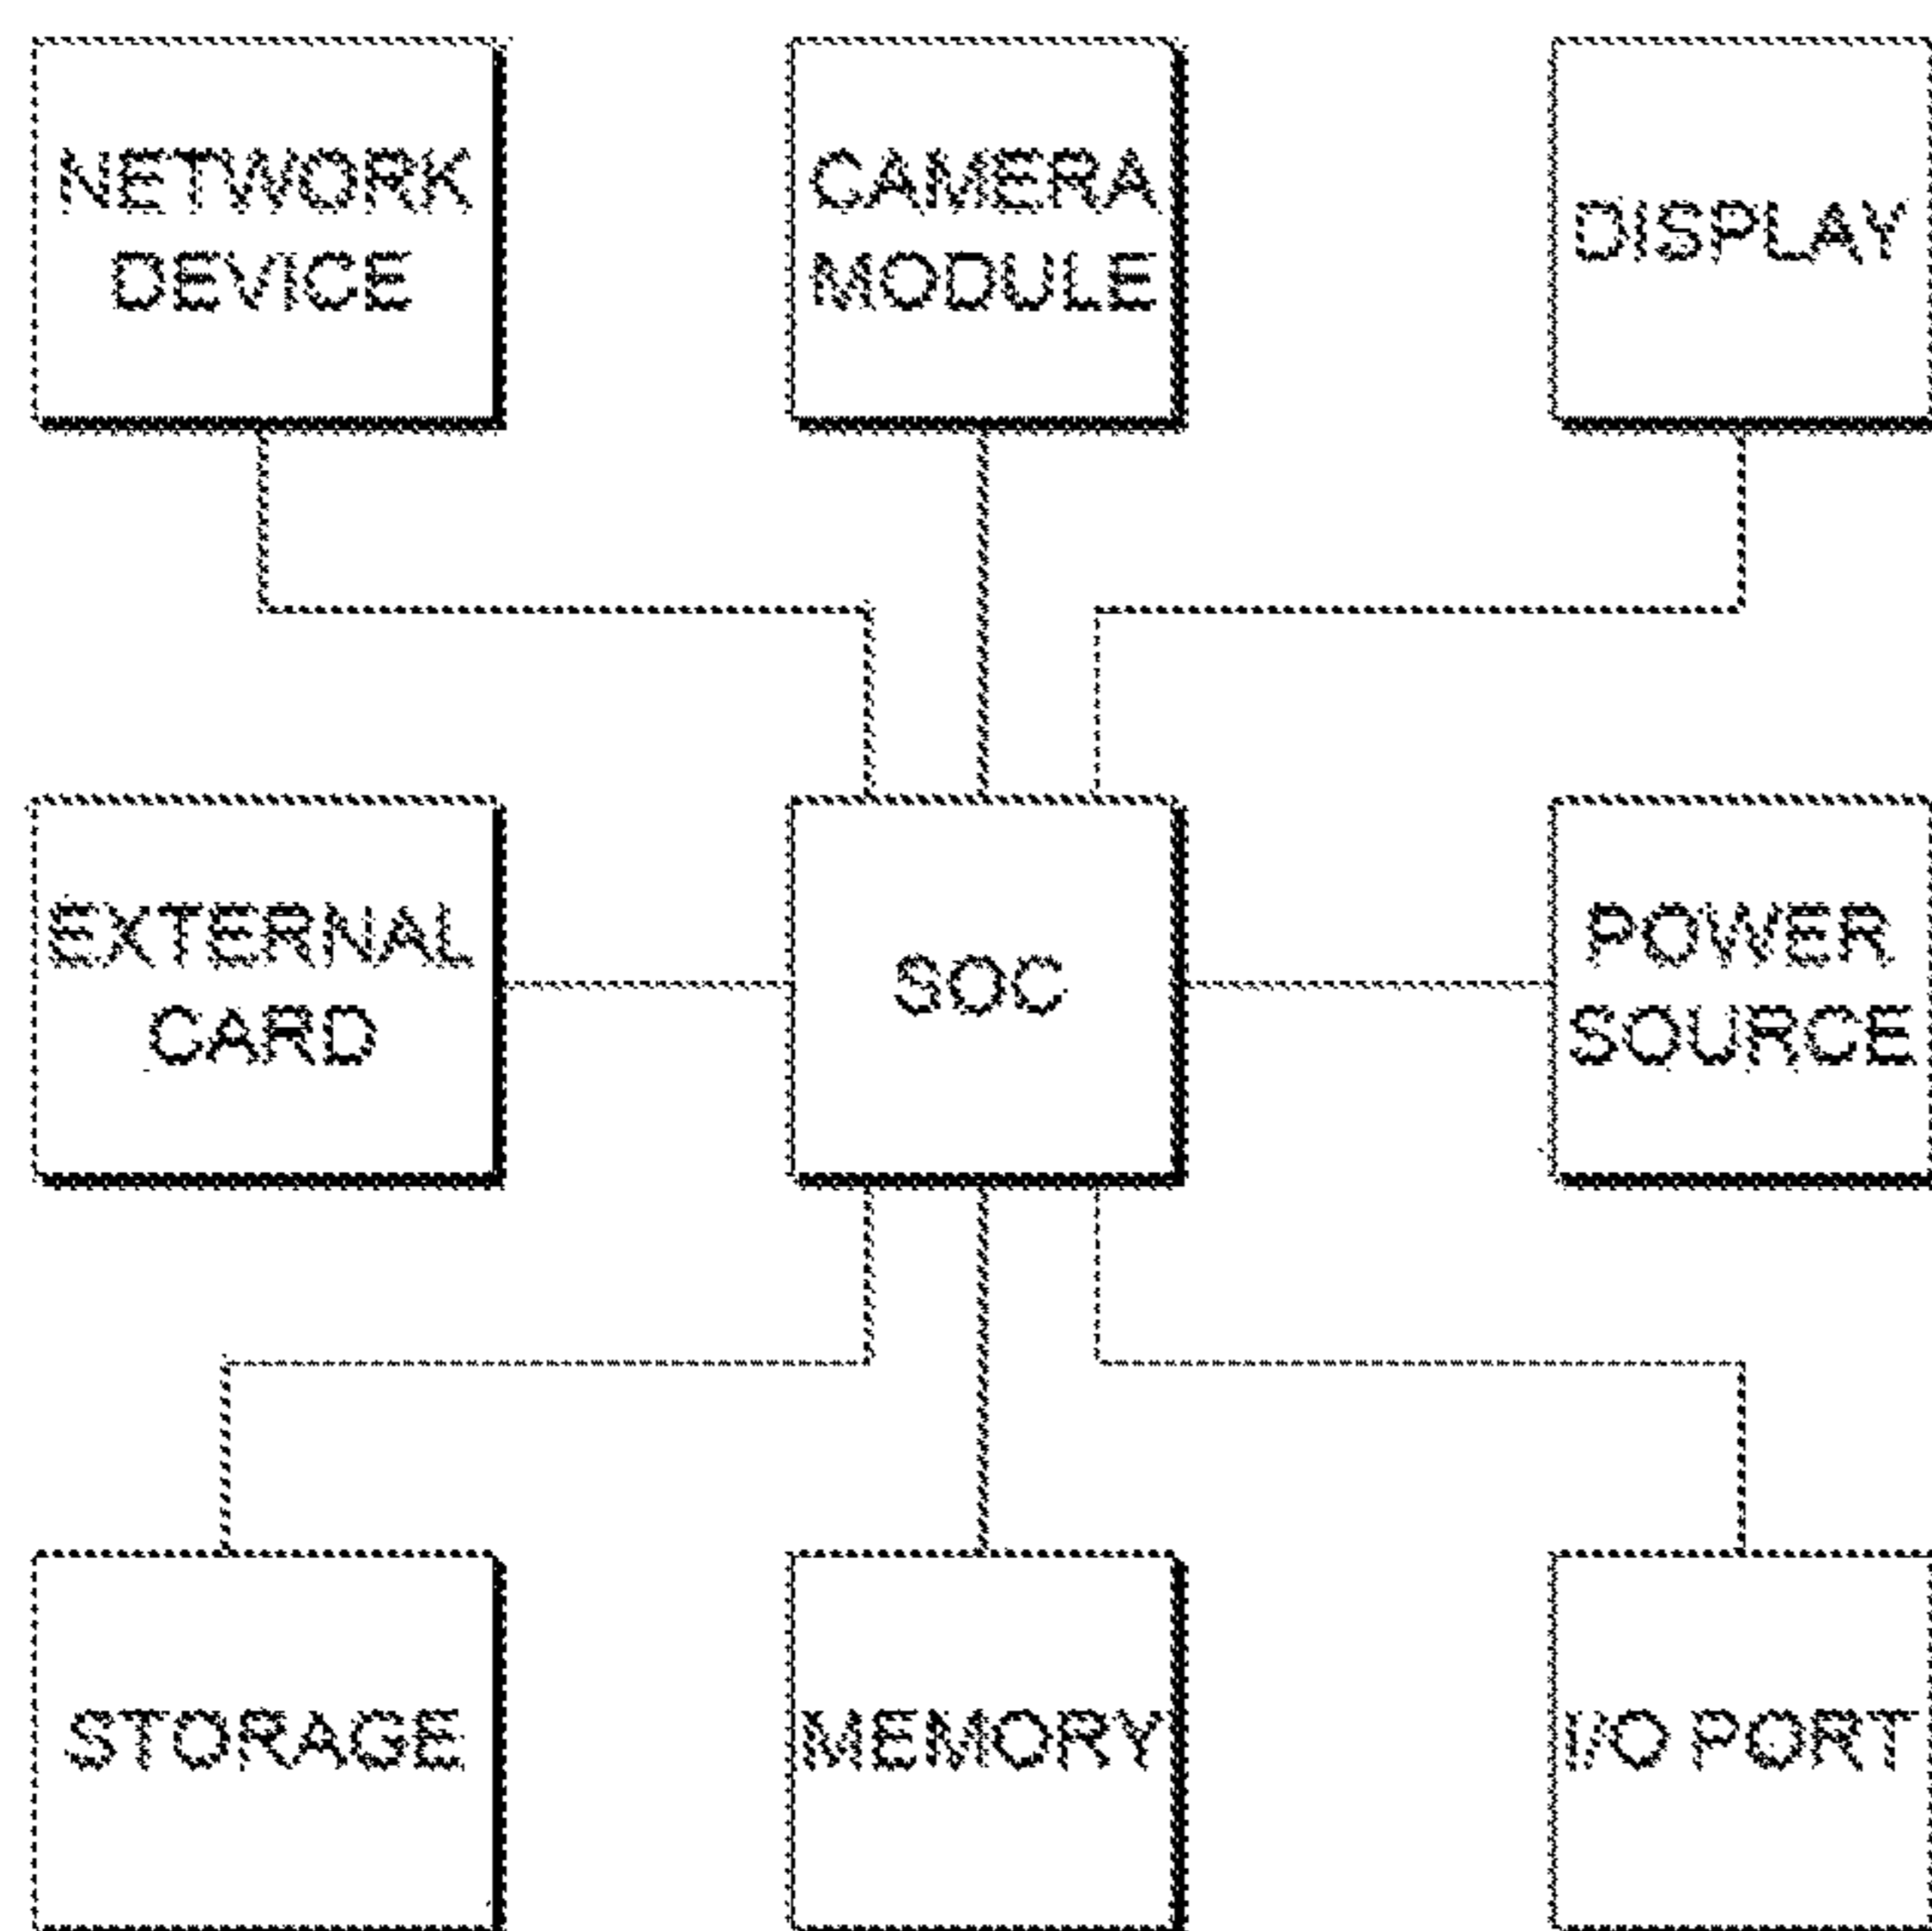 NETWORK
DEVICE
CAMERA
MODULE
DISPLAY
EXTERNAL
CARD
SOC
POWER
SOURCE
STORAGE
MEMORY
I/O PORT